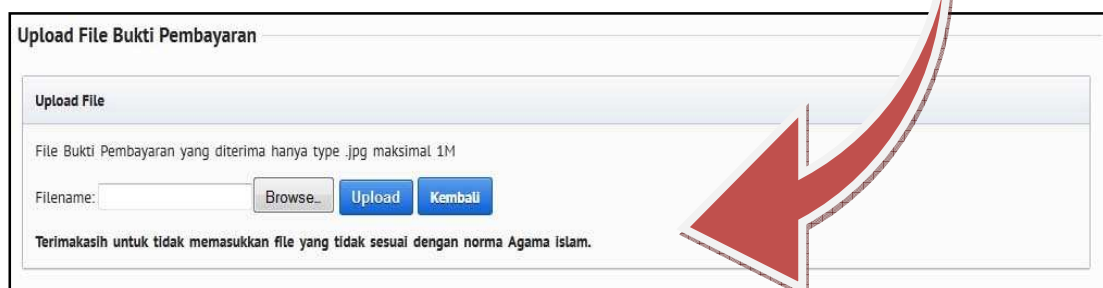 Upload File Bukti Pembayaran
Upload File
File Bukti Pembayaran yang diterima hanya type .jpg maksimal 1M
Filename: Browse.. Upload Kembali
Terimakasih untuk tidak memasukkan file yang tidak sesuai dengan norma Agama islam.